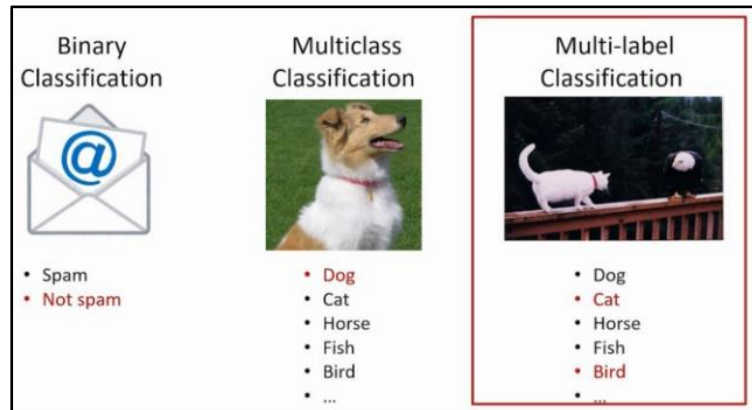 Binary
Classification
@
• Spam
• Not spam
Multiclass
Classification
• Dog
• Cat
• Horse
• Fish
• Bird
• ...
Multi-label
Classification
• Dog
• Cat
• Horse
• Fish
• Bird
• ...